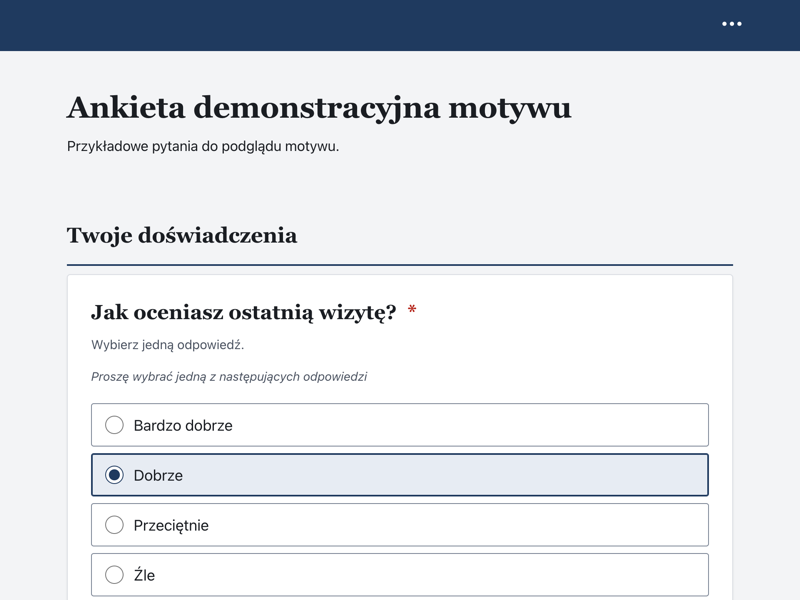 Ankieta demonstracyjna motywu
Przykładowe pytania do podglądu motywu.
Twoje doświadczenia
Jak oceniasz ostatnią wizytę? *
Wybierz jedną odpowiedź.
Proszę wybrać jedną z następujących odpowiedzi
Bardzo dobrze
Dobrze
Przeciętnie
Źle